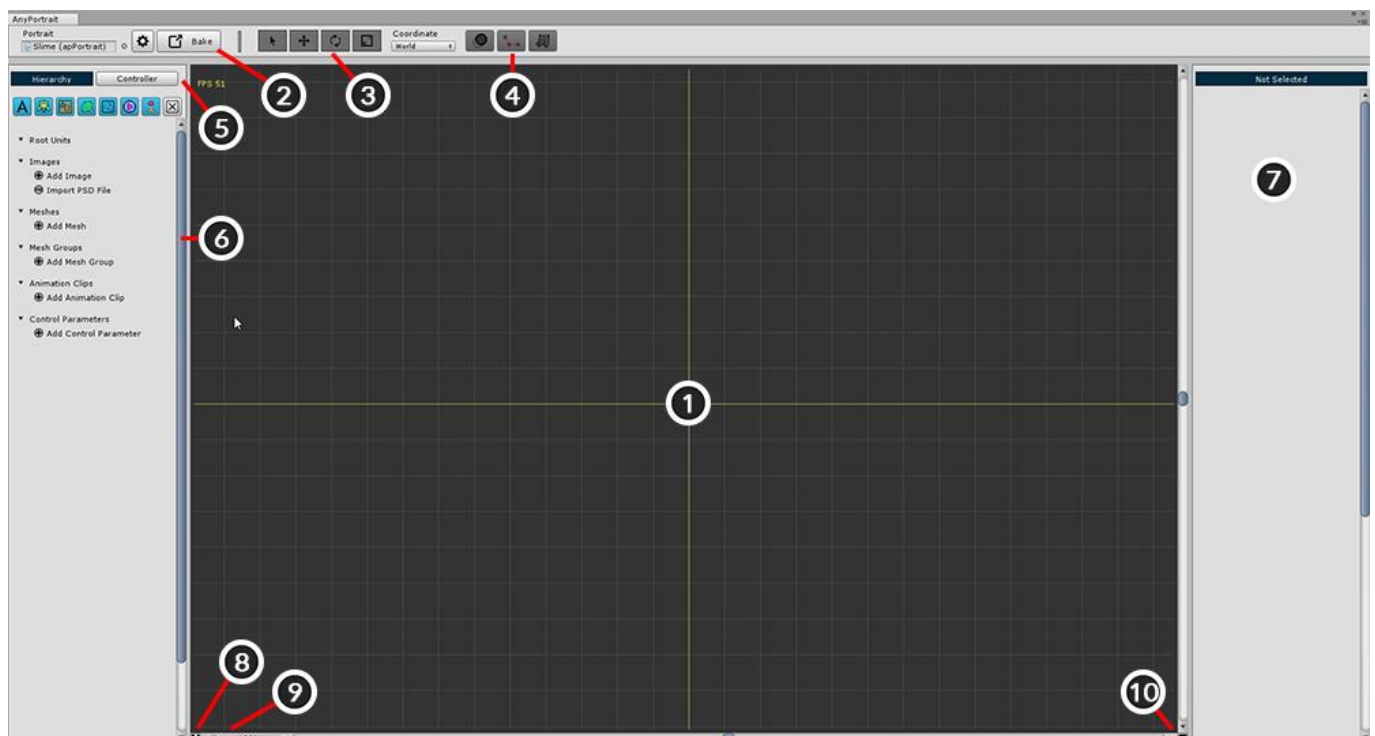 AnyPortrait
Portrait
Slime (apPortrait)
Bake
Coordinate
World
Hierarchy
Controller
Not Selected
FPS 51
A
Root Units
Images
Add Image
Import PSD File
Meshes
Add Mesh
Mesh Groups
Add Mesh Group
Animation Clips
Add Animation Clip
Control Parameters
Add Control Parameter
2
3
4
5
6
7
1
8
9
10